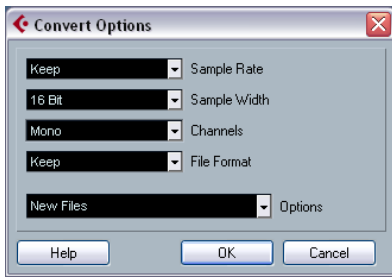 Convert Options
Keep Sample Rate
16 Bit Sample Width
Mono Channels
Keep File Format
New Files Options
Help OK Cancel